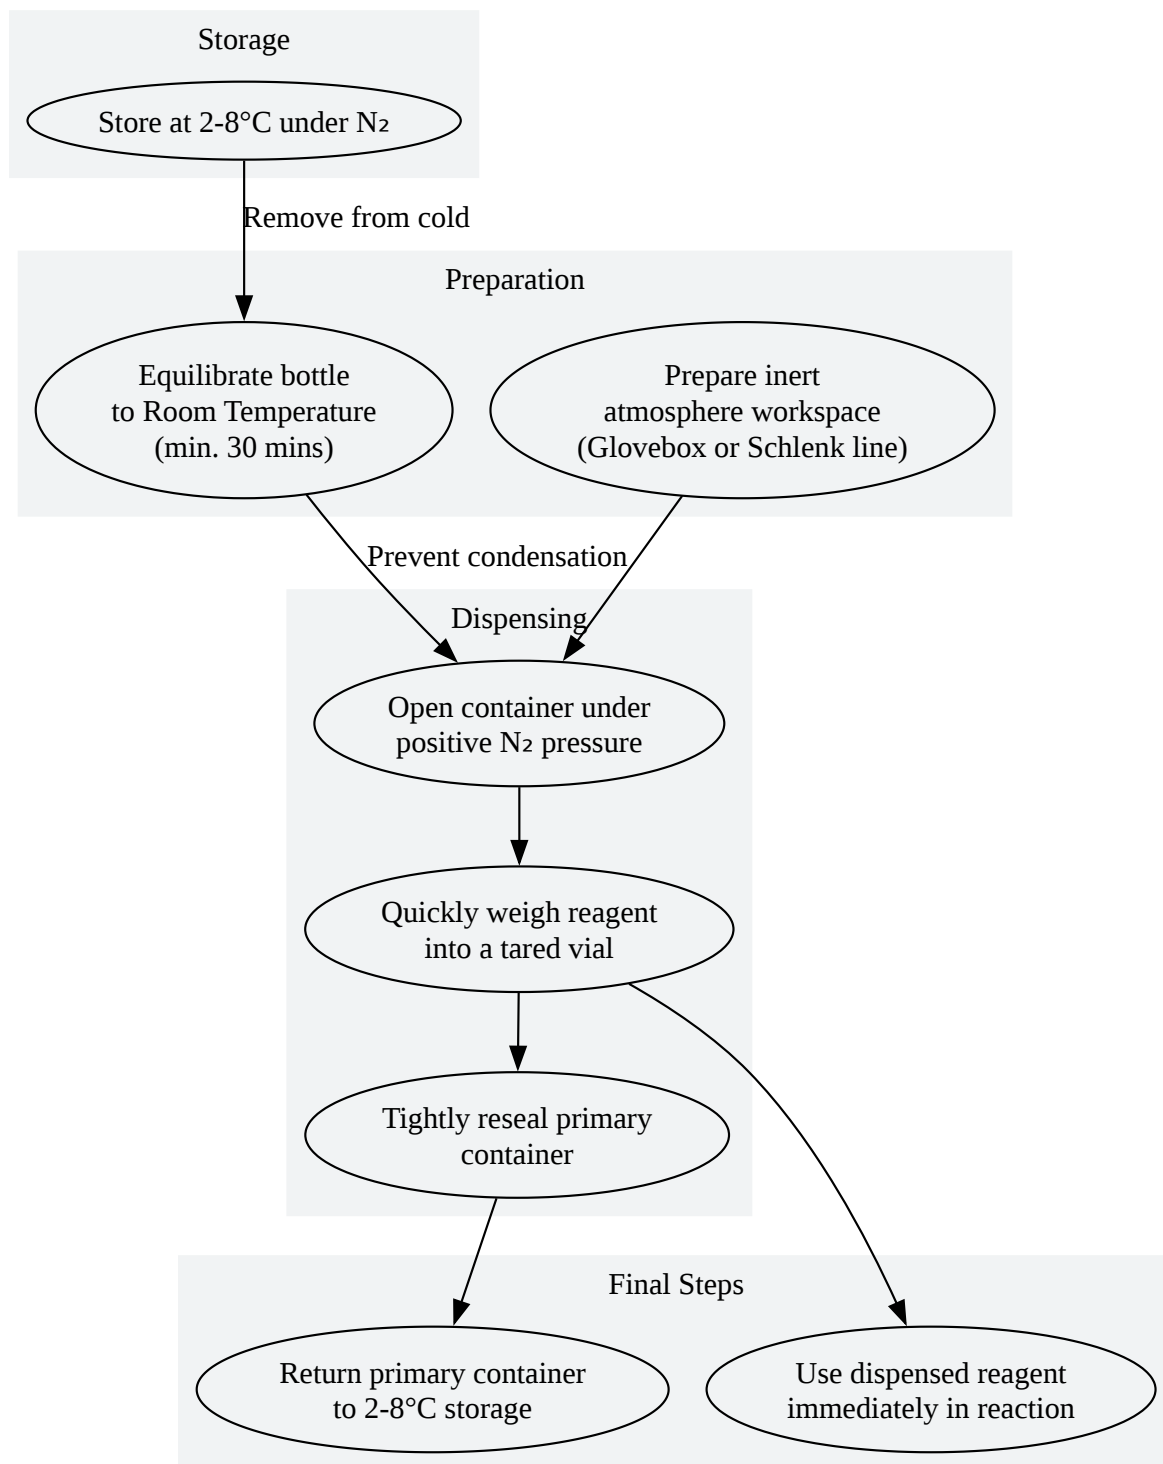 Storage
Store at 2-8°C under N₂
Remove from cold
Preparation
Equilibrate bottle
to Room Temperature
(min. 30 mins)
Prepare inert
atmosphere workspace
(Glovebox or Schlenk line)
Prevent condensation
Dispensing
Open container under
positive N₂ pressure
Quickly weigh reagent
into a tared vial
Tightly reseal primary
container
Final Steps
Return primary container
to 2-8°C storage
Use dispensed reagent
immediately in reaction